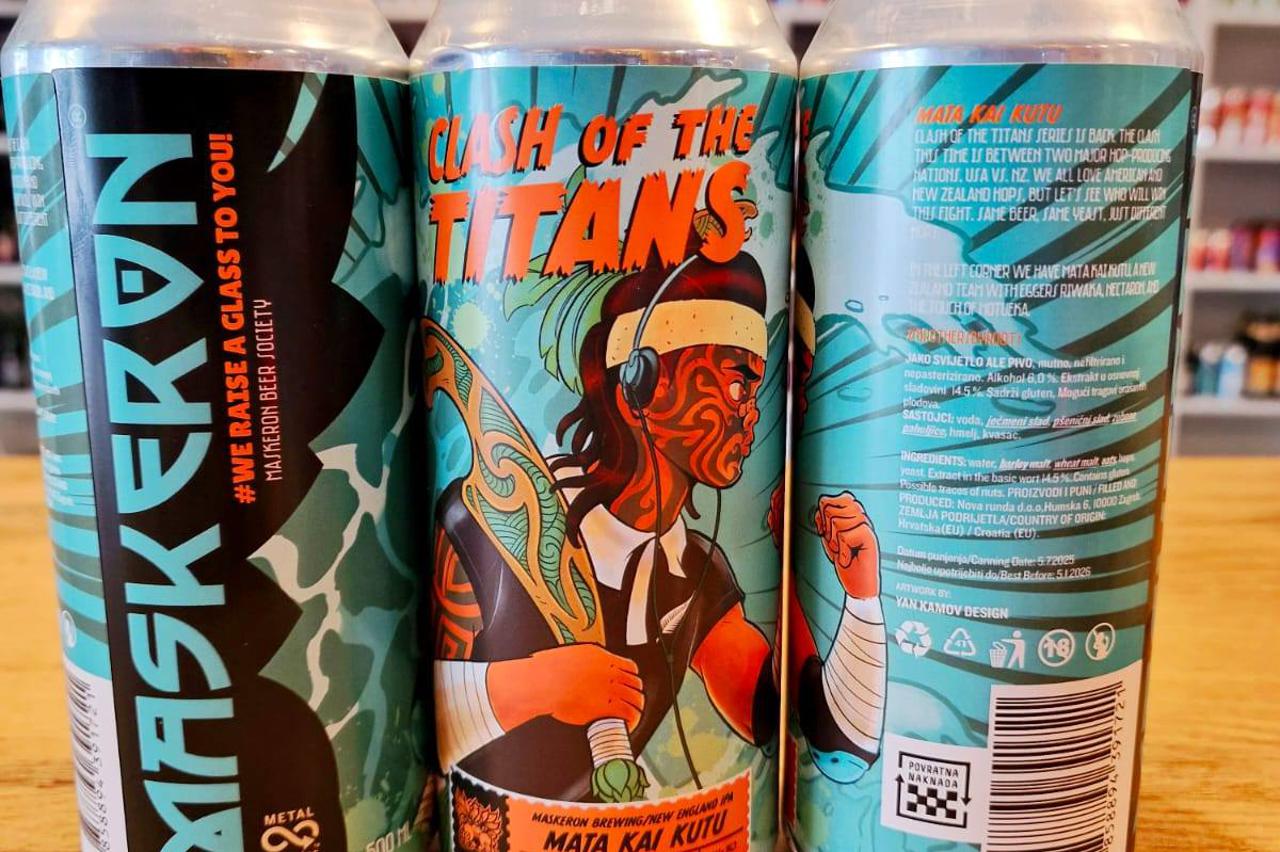 MASKERON
#WE RAISE A GLASS TO YOU!
MASKERON BEER SOCIETY
METAL
500 ML
CLASH OF THE
TITANS
MASKERON BREWING/NEW ENGLAND IPA
MATA KAI KUTU
MATA KAI KUTU
CLASH OF THE TITANS SERIES IS BACK. THE CLASH
THIS TIME IS BETWEEN TWO MAJOR HOP-PRODUCING
NATIONS, USA VS. NZ. WE ALL LOVE AMERICAN AND
NEW ZEALAND HOPS, BUT LET'S SEE WHO WILL WIN
THIS FIGHT. SAME BEER, SAME YEAST, JUST DIFFERENT
HOPS.
IN THE LEFT CORNER WE HAVE MATA KAI KUTU, A NEW
ZEALAND TEAM WITH EGGERS RIWAKA, NECTARON, AND
THE TOUCH OF MOTUEKA.
JAKO SVIJETLO ALE PIVO, mutno, nefiltrirano i
nepasterizirano. Alkohol 6,0 %. Ekstrakt u osnovnoj
sladovini 14.5 %. Sadrži gluten. Mogući tragovi orašastih
plodova.
SASTOJCI: voda, ječmeni slad, pšenični slad, zobene
pahuljice, hmelj, kvasac.
INGREDIENTS: water, barley malt, wheat malt, oats, hops,
yeast. Extract in the basic wort 14.5 %. Contains gluten.
Possible traces of nuts. PROIZVODI I PUNI / FILLED AND
PRODUCED: Nova runda d.o.o, Humska 6, 10000 Zagreb.
ZEMLJA PODRIJETLA/COUNTRY OF ORIGIN:
Hrvatska (EU) / Croatia (EU).
Datum punjenja/Canning Date: 5.7.2025
Najbolje upotrijebiti do/Best Before: 5.1.2026
ARTWORK BY:
YAN KAMOV DESIGN
18
POVRATNA
NAKNADA